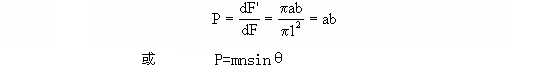 P = dF'/dF = πab/π1² = ab
或 P=mnsinθ